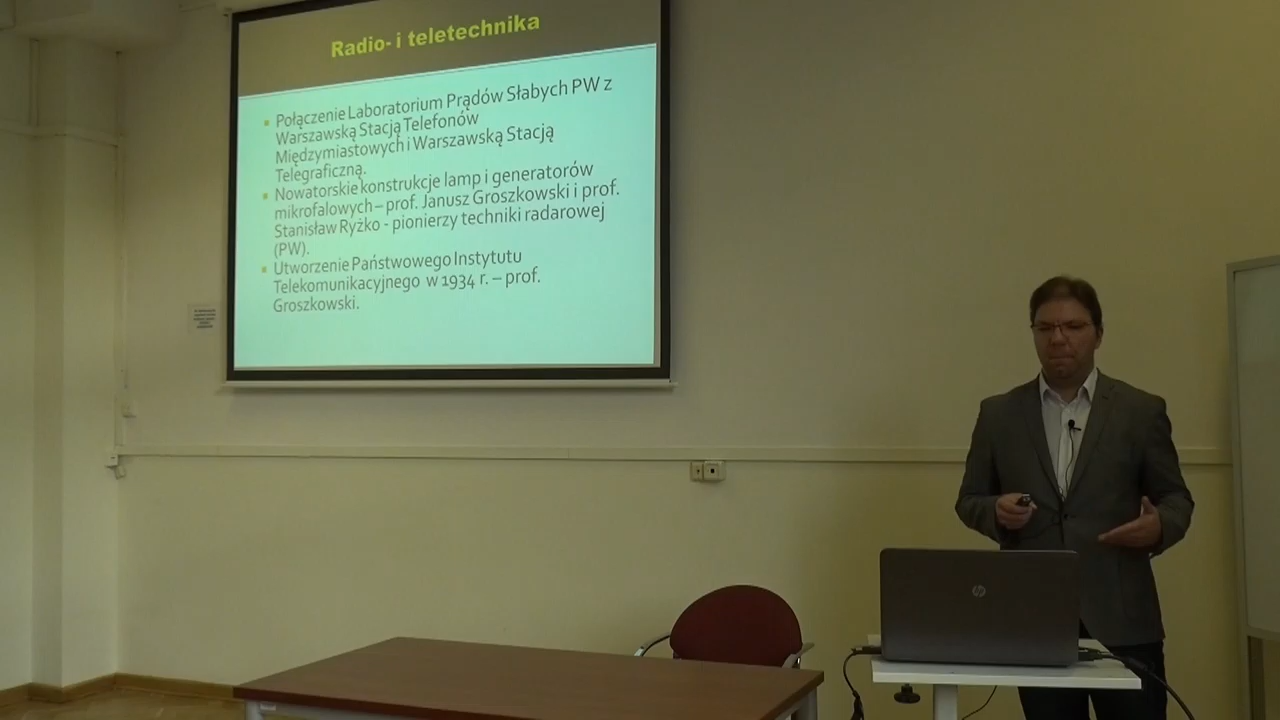 Radio- i teletechnika
Połączenie Laboratorium Prądów Słabych PW z
Warszawską Stacją Telefonów
Międzymiastowych i Warszawską Stacją
Telegraficzną.
Nowatorskie konstrukcje lamp i generatorów
mikrofalowych – prof. Janusz Groszkowski i prof.
Stanisław Ryżko - pionierzy techniki radarowej
(PW).
Utworzenie Państwowego Instytutu
Telekomunikacyjnego w 1934 r. – prof.
Groszkowski.
hp